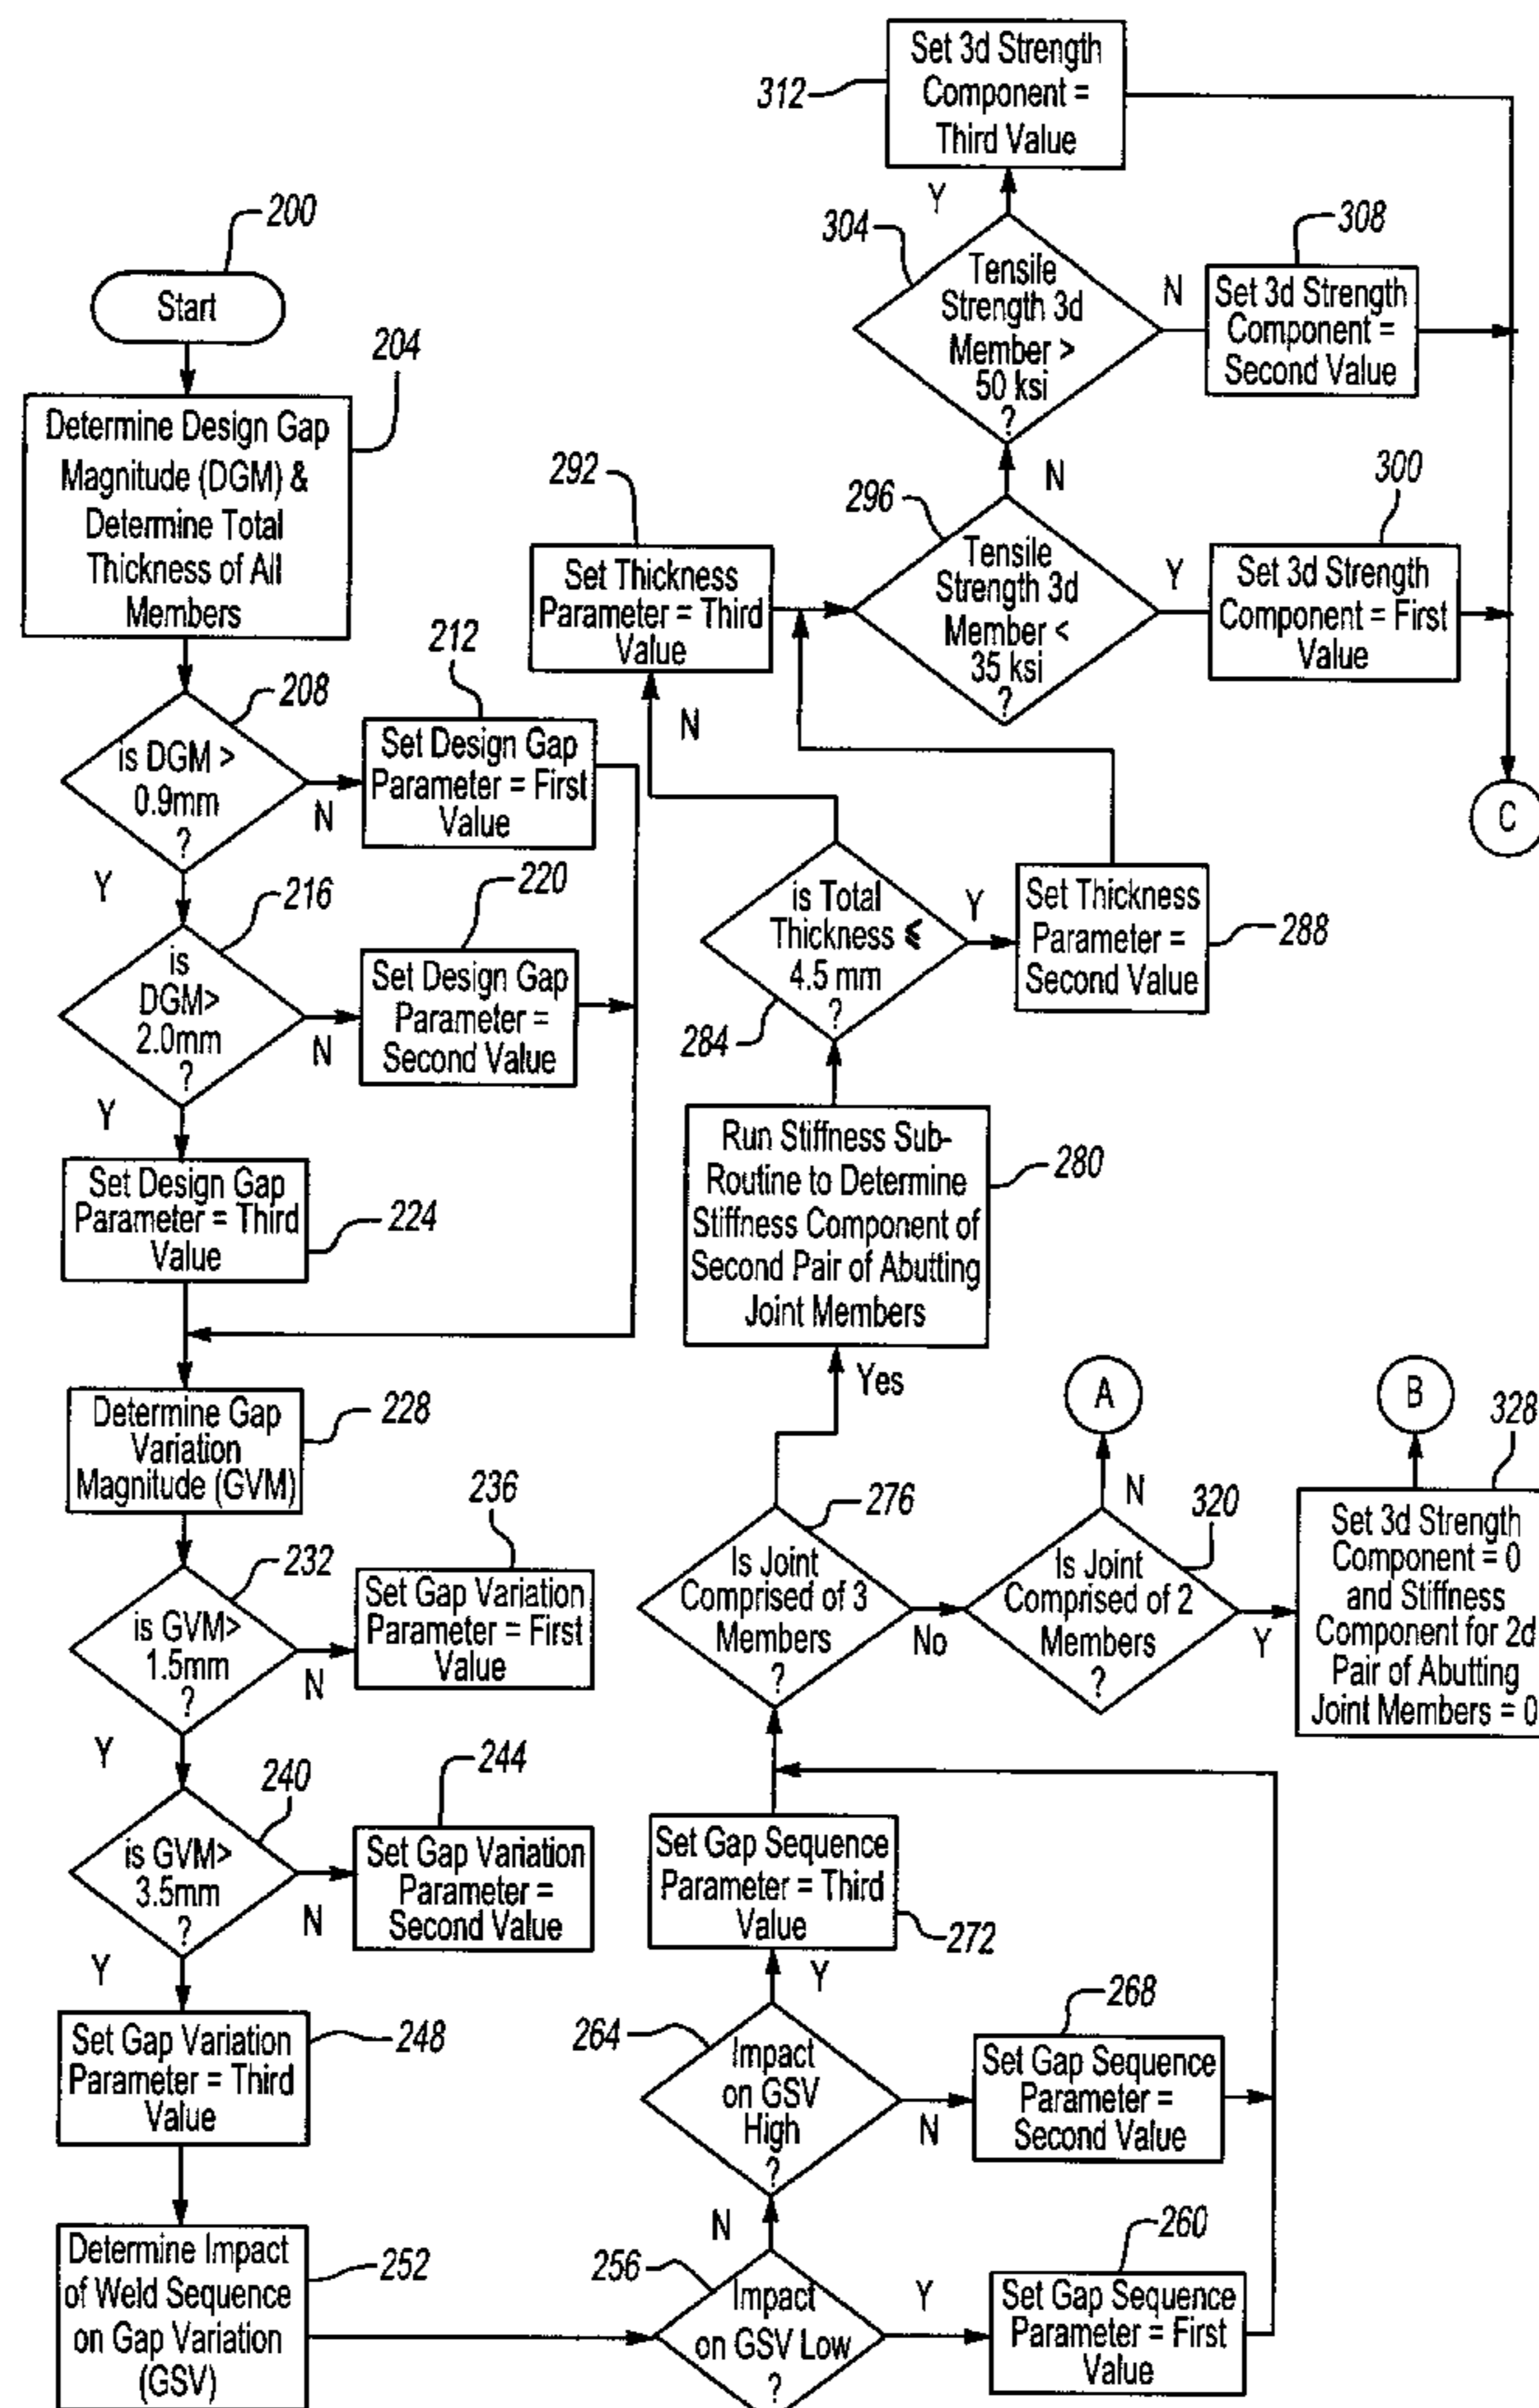 200
Start
204
Determine Design Gap
Magnitude (DGM) &
Determine Total
Thickness of All
Members
208
is DGM >
0.9mm
?
N
Y
212
Set Design Gap
Parameter = First
Value
216
is
DGM>
2.0mm
?
N
Y
220
Set Design Gap
Parameter =
Second Value
Set Design Gap
Parameter = Third
Value
224
Determine Gap
Variation
Magnitude (GVM)
228
232
is GVM>
1.5mm
?
N
Y
236
Set Gap Variation
Parameter = First
Value
240
is GVM>
3.5mm
?
N
Y
244
Set Gap Variation
Parameter =
Second Value
Set Gap Variation
Parameter = Third
Value
248
Determine Impact
of Weld Sequence
on Gap Variation
(GSV)
252
256
Impact
on GSV Low
?
Y
N
260
Set Gap Sequence
Parameter = First
Value
264
Impact
on GSV
High
?
N
Y
268
Set Gap Sequence
Parameter =
Second Value
Set Gap Sequence
Parameter = Third
Value
272
276
Is Joint
Comprised of 3
Members
?
No
Yes
320
Is Joint
Comprised of 2
Members
?
Y
N
A
B
328
Set 3d Strength
Component = 0
and Stiffness
Component for 2d
Pair of Abutting
Joint Members = 0
Run Stiffness Sub-
Routine to Determine
Stiffness Component of
Second Pair of Abutting
Joint Members
280
284
is Total
Thickness ⩽
4.5 mm
?
Y
N
Set Thickness
Parameter =
Second Value
288
292
Set Thickness
Parameter = Third
Value
296
Tensile
Strength 3d
Member <
35 ksi
?
Y
N
300
Set 3d Strength
Component = First
Value
304
Tensile
Strength 3d
Member >
50 ksi
?
N
Y
308
Set 3d Strength
Component =
Second Value
312
Set 3d Strength
Component =
Third Value
C